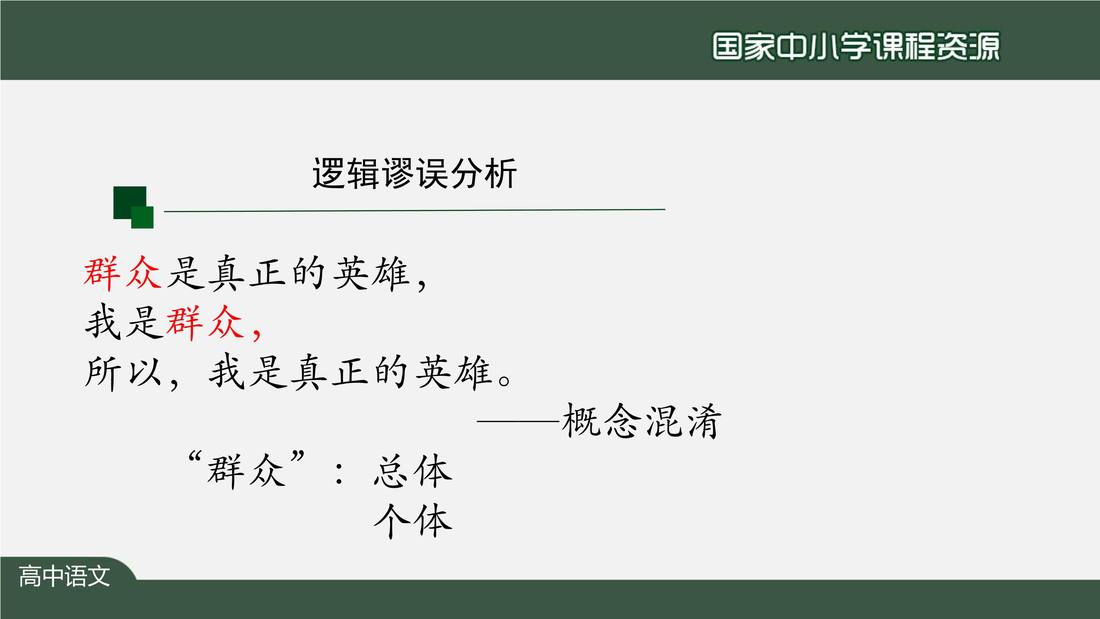 国家中小学课程资源
逻辑谬误分析
群众是真正的英雄，
我是群众，
所以，我是真正的英雄。
——概念混淆
“群众”：总体
个体
高中语文